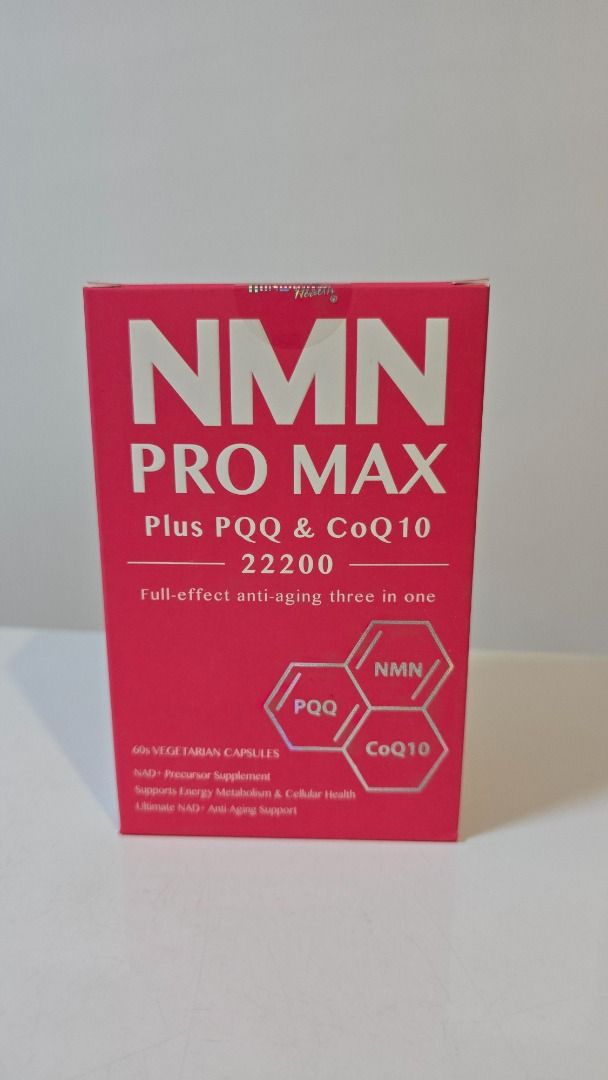 Health®
NMN
PRO MAX
Plus PQQ & CoQ10
22200
Full-effect anti-aging three in one
NMN
PQQ
CoQ10
60s VEGETARIAN CAPSULES
NAD+ Precursor Supplement
Supports Energy Metabolism & Cellular Health
Ultimate NAD+ Anti-Aging Support